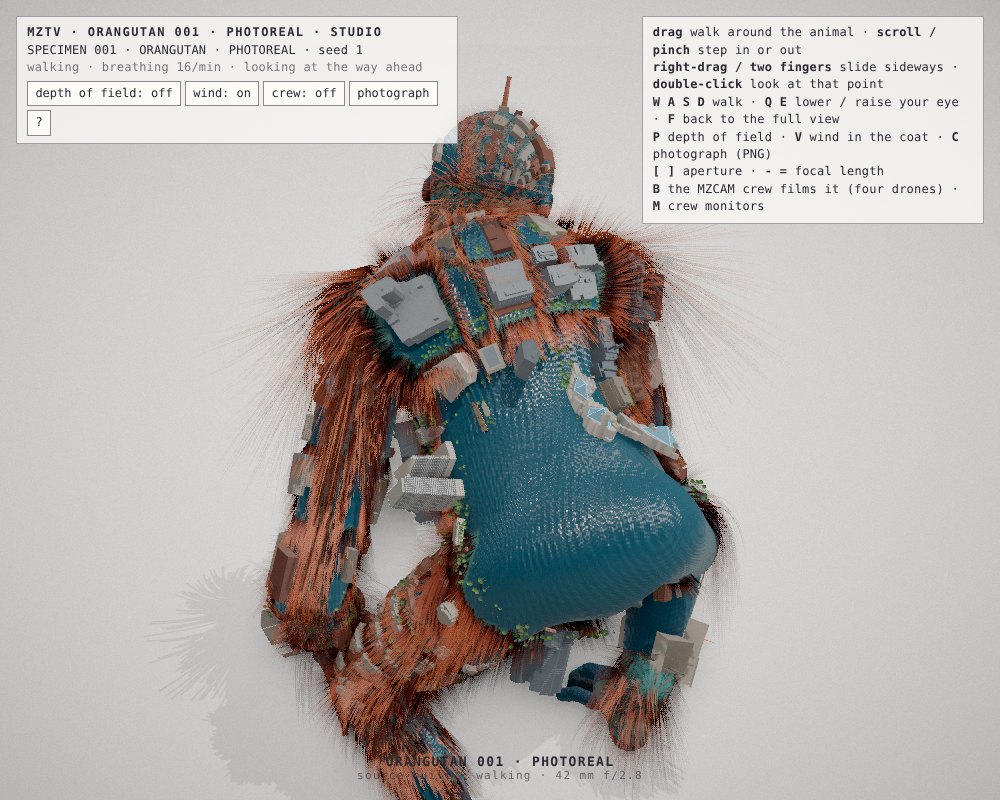 MZTV · ORANGUTAN 001 · PHOTOREAL · STUDIO
SPECIMEN 001 · ORANGUTAN · PHOTOREAL · seed 1
walking · breathing 16/min · looking at the way ahead
depth of field: off wind: on crew: off photograph
?
drag walk around the animal · scroll /
pinch step in or out
right-drag / two fingers slide sideways ·
double-click look at that point
W A S D walk · Q E lower / raise your eye
· F back to the full view
P depth of field · V wind in the coat · C
photograph (PNG)
[ ] aperture · - = focal length
B the MZCAM crew films it (four drones) ·
M crew monitors
ORANGUTAN 001 · PHOTOREAL
walking · 42 mm f/2.8